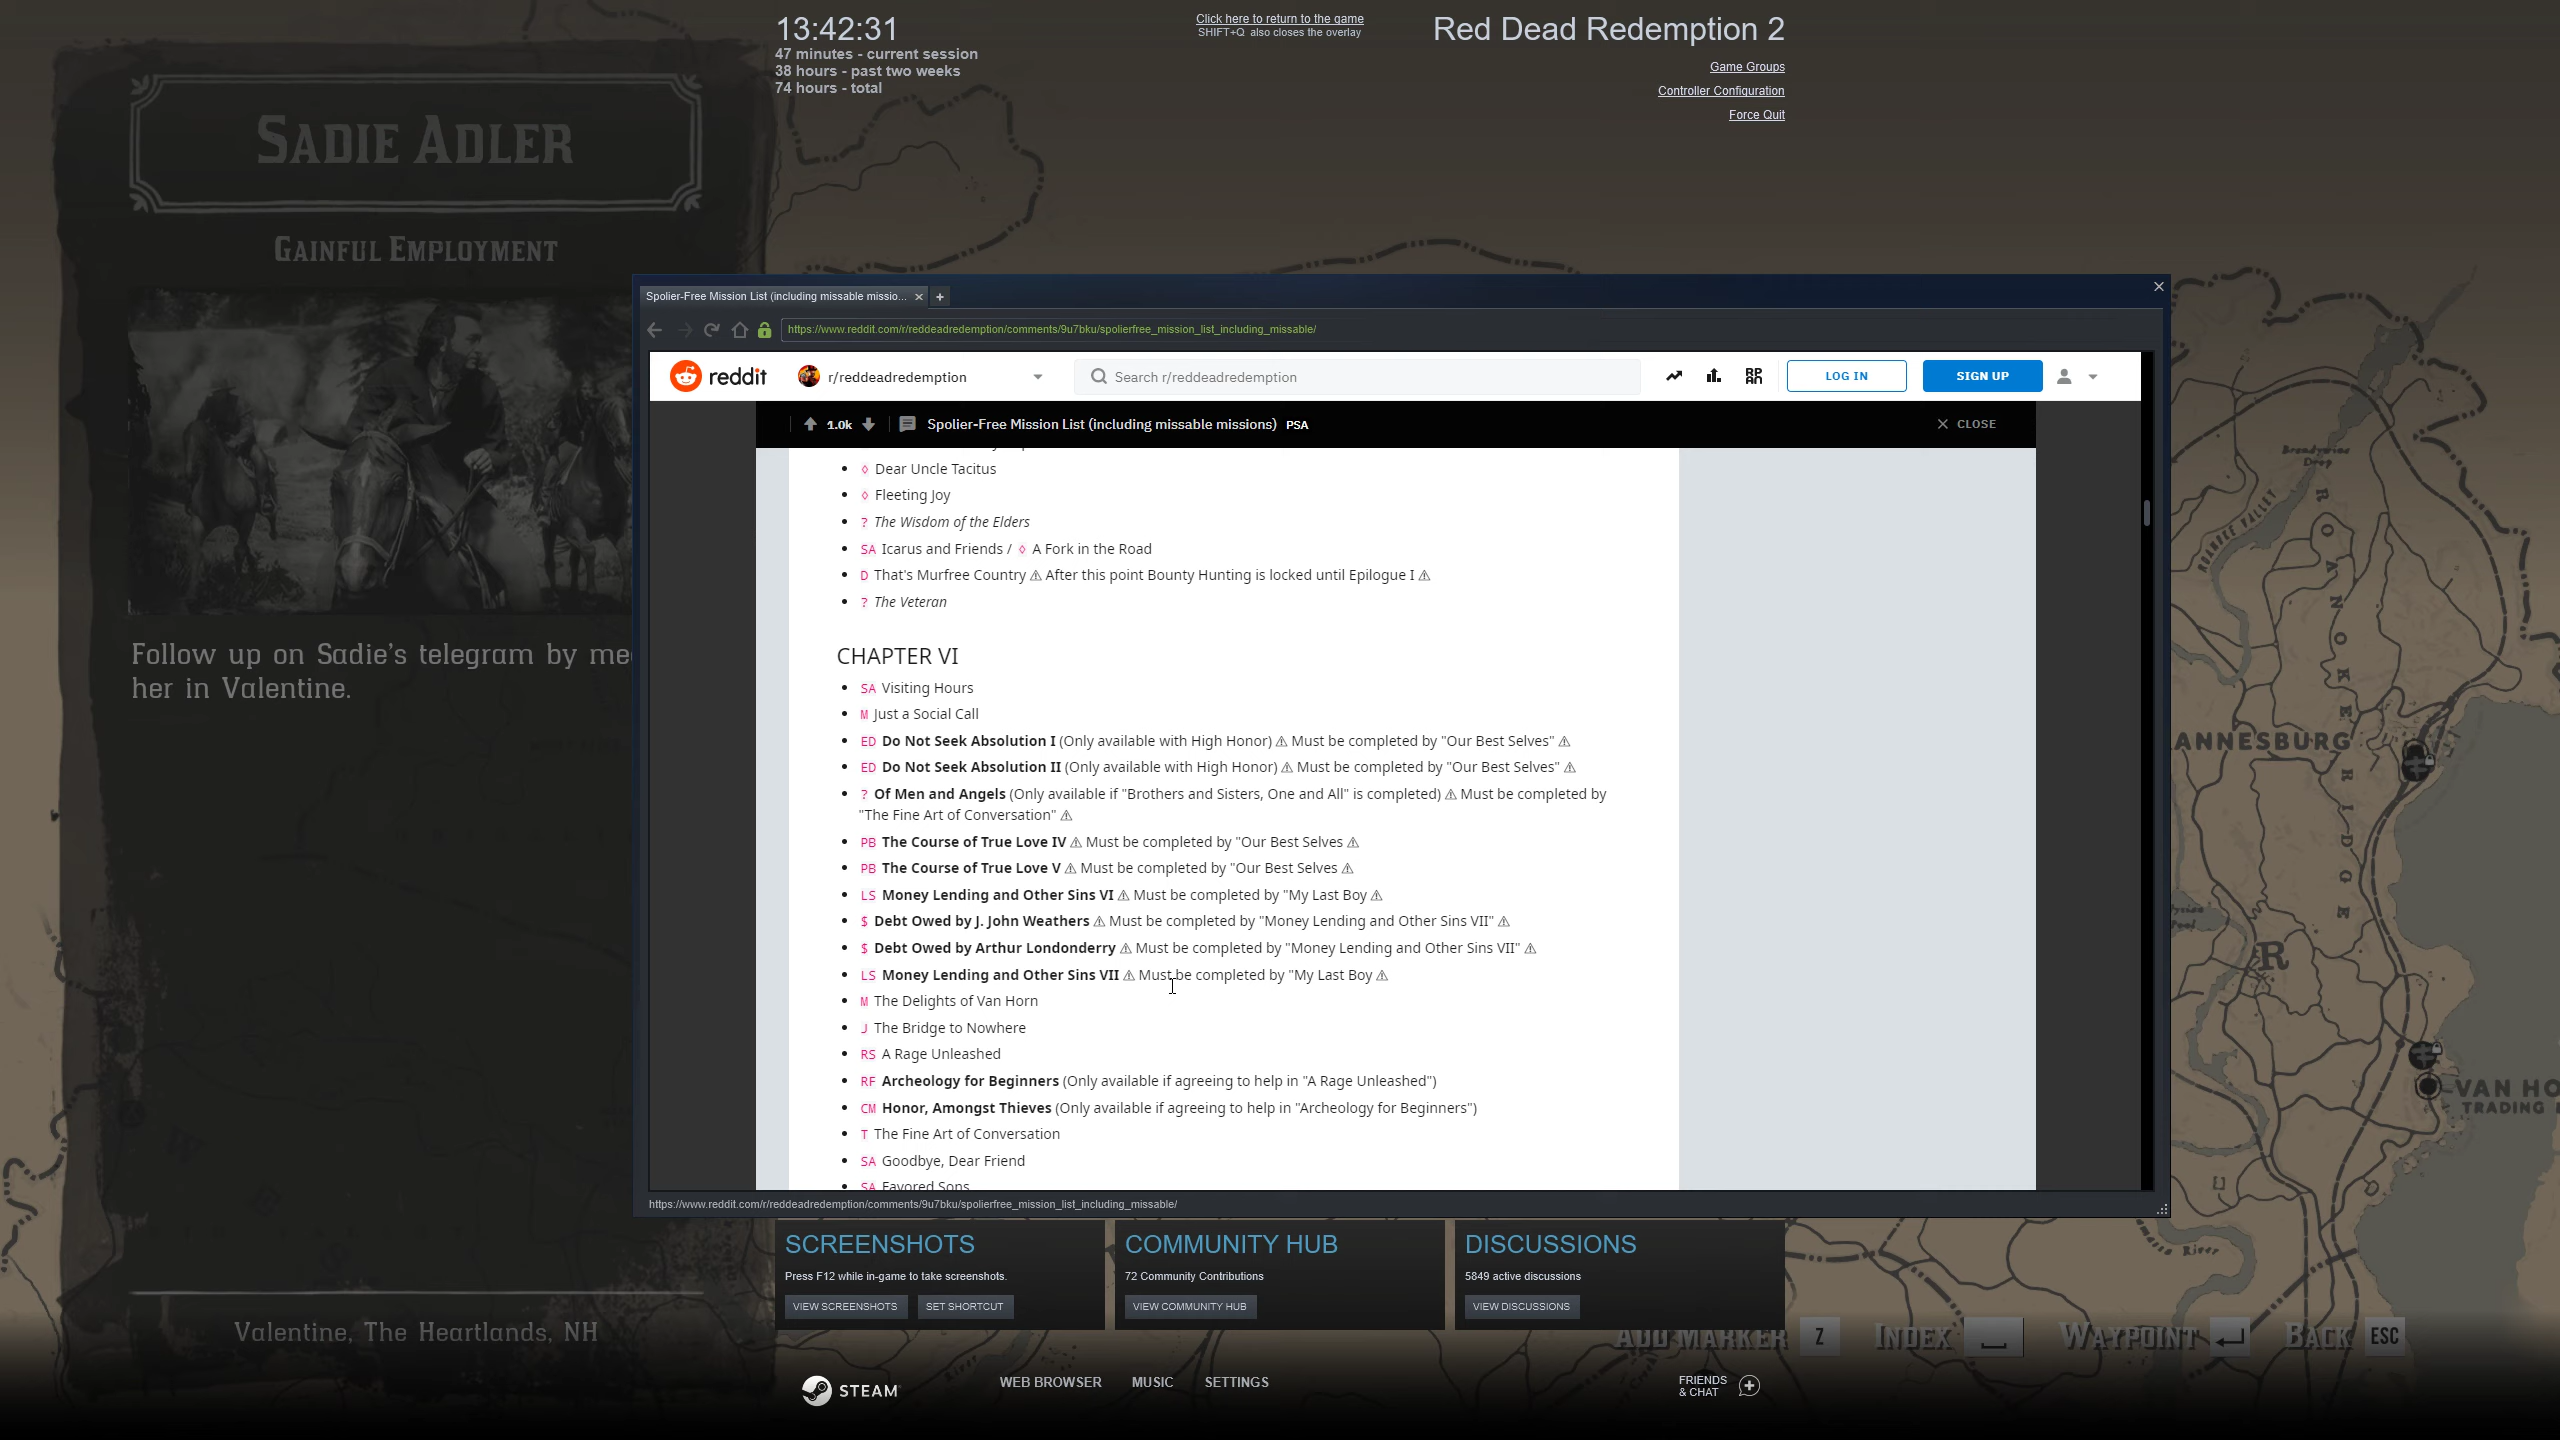 13:42:31
47 minutes - current session
38 hours - past two weeks
74 hours - total
Click here to return to the game
SHIFT+Q also closes the overlay
Red Dead Redemption 2
Game Groups
Controller Configuration
Force Quit
SADIE ADLER
GAINFUL EMPLOYMENT
Follow up on Sadie's telegram by
her in Valentine.
Valentine, The Heartlands, NH
Spolier-Free Mission List (including missable missio...
https://www.reddit.com/r/reddeadredemption/comments/9u7bku/spolierfree_mission_list_including_missable/
reddit
r/reddeadredemption
Search r/reddeadredemption
LOG IN
SIGN UP
1.0k
Spolier-Free Mission List (including missable missions) PSA
CLOSE
• ◊ Dear Uncle Tacitus
• ◊ Fleeting Joy
• ? The Wisdom of the Elders
• SA Icarus and Friends / ◊ A Fork in the Road
• D That's Murfree Country ⚠ After this point Bounty Hunting is locked until Epilogue I ⚠
• ? The Veteran
CHAPTER VI
• SA Visiting Hours
• M Just a Social Call
• ED Do Not Seek Absolution I (Only available with High Honor) ⚠ Must be completed by "Our Best Selves" ⚠
• ED Do Not Seek Absolution II (Only available with High Honor) ⚠ Must be completed by "Our Best Selves" ⚠
• ? Of Men and Angels (Only available if "Brothers and Sisters, One and All" is completed) ⚠ Must be completed by
"The Fine Art of Conversation" ⚠
• PB The Course of True Love IV ⚠ Must be completed by "Our Best Selves ⚠
• PB The Course of True Love V ⚠ Must be completed by "Our Best Selves ⚠
• LS Money Lending and Other Sins VI ⚠ Must be completed by "My Last Boy ⚠
• $ Debt Owed by J. John Weathers ⚠ Must be completed by "Money Lending and Other Sins VII" ⚠
• $ Debt Owed by Arthur Londonderry ⚠ Must be completed by "Money Lending and Other Sins VII" ⚠
• LS Money Lending and Other Sins VII ⚠ Must be completed by "My Last Boy ⚠
• M The Delights of Van Horn
• J The Bridge to Nowhere
• RS A Rage Unleashed
• RF Archeology for Beginners (Only available if agreeing to help in "A Rage Unleashed")
• CM Honor, Amongst Thieves (Only available if agreeing to help in "Archeology for Beginners")
• T The Fine Art of Conversation
• SA Goodbye, Dear Friend
• SA Favored Sons
https://www.reddit.com/r/reddeadredemption/comments/9u7bku/spolierfree_mission_list_including_missable/
SCREENSHOTS
Press F12 while in-game to take screenshots.
VIEW SCREENSHOTS
SET SHORTCUT
COMMUNITY HUB
72 Community Contributions
VIEW COMMUNITY HUB
DISCUSSIONS
5849 active discussions
VIEW DISCUSSIONS
ADD MARKER Z
INDEX
WAYPOINT
BACK ESC
STEAM
WEB BROWSER
MUSIC
SETTINGS
FRIENDS
& CHAT
ROANOKE
RIDGE
ROANOKE VALLEY
Brandywine
Drop
ANNESBURG
R
VAN HO
TRADING
River